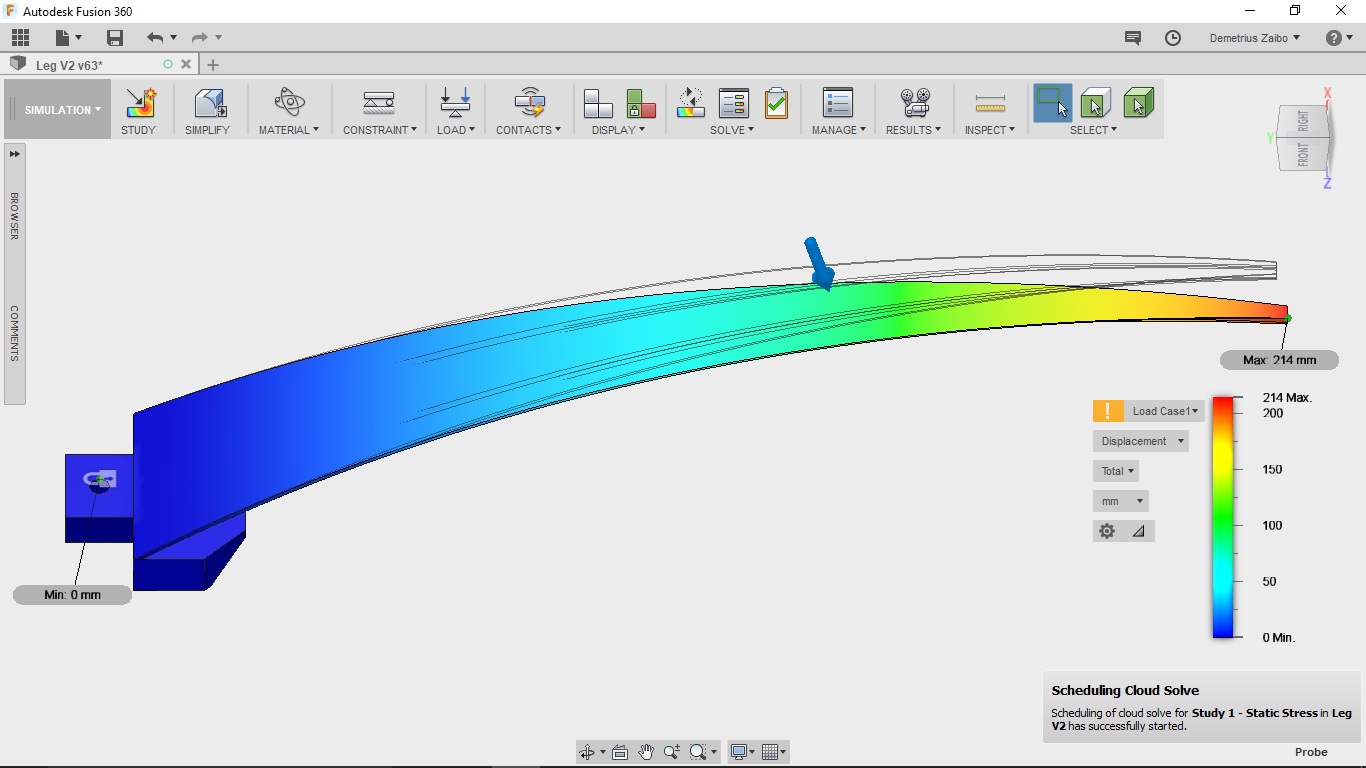 Autodesk Fusion 360
Demetrius Zaibo
Leg V2 v63*
SIMULATION
STUDY
SIMPLIFY
MATERIAL
CONSTRAINT
LOAD
CONTACTS
DISPLAY
SOLVE
MANAGE
RESULTS
INSPECT
SELECT
X
RIGHT
Y
FRONT
Z
BROWSER
COMMENTS
Max: 214 mm
Load Case1
Displacement
Total
mm
214 Max.
200
150
100
50
0 Min.
Min: 0 mm
Scheduling Cloud Solve
Scheduling of cloud solve for Study 1 - Static Stress in Leg
V2 has successfully started.
Probe